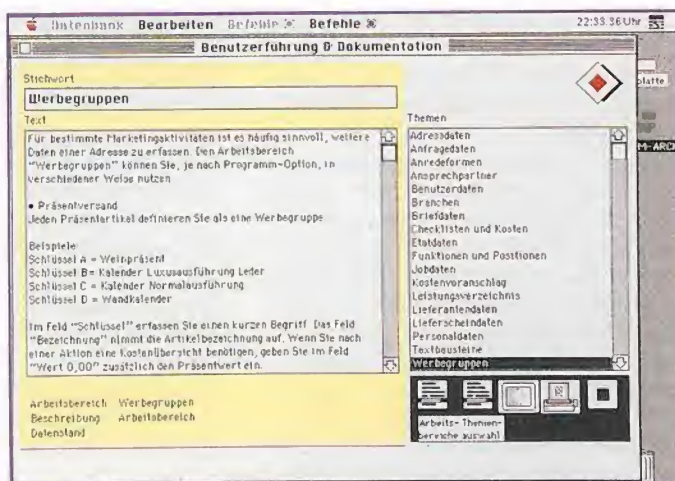 Datenbank Bearbeiten Befehle ⌘ Befehle ⌘ 22:33:36 Uhr
Benutzerführung & Dokumentation
platte
M-ARCH
Stichwort
Werbegruppen
Text
Für bestimmte Marketingaktivitäten ist es häufig sinnvoll, weitere
Daten einer Adresse zu erfassen. Den Arbeitsbereich
"Werbegruppen" können Sie, je nach Programm-Option, in
verschiedener Weise nutzen.
• Präsentversand
Jeden Präsentartikel definieren Sie als eine Werbegruppe
Beispiele
Schlüssel A = Weinpräsent
Schlüssel B = Kalender Luxusausführung Leder
Schlüssel C = Kalender Normalausführung
Schlüssel D = Wandkalender
Im Feld "Schlüssel" erfassen Sie einen kurzen Begriff. Das Feld
"Bezeichnung" nimmt die Artikelbezeichnung auf. Wenn Sie nach
einer Aktion eine Kostenübersicht benötigen, geben Sie im Feld
"Wert 0,00" zusätzlich den Präsentwert ein.
Arbeitsbereich Werbegruppen
Beschreibung Arbeitsbereich
Datenstand
Themen
Adressdaten
Anfragedaten
Anredeformen
Ansprechpartner
Benutzerdaten
Branchen
Briefdaten
Checklisten und Kosten
Etatdaten
Funktionen und Positionen
Jobdaten
Kostenvoranschlag
Leistungsverzeichnis
Lieferantendaten
Lieferscheindaten
Personaldaten
Textbausteine
Werbegruppen
Arbeits- Themen-
bereiche auswahl